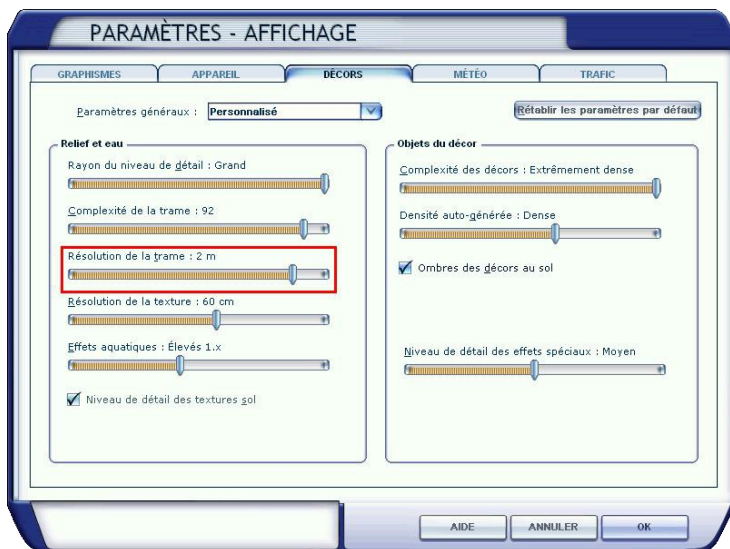 PARAMÈTRES - AFFICHAGE
GRAPHISMES
APPAREIL
DÉCORS
MÉTÉO
TRAFIC
Paramètres généraux :
Personnalisé
Rétablir les paramètres par défaut
Relief et eau
Rayon du niveau de détail : Grand
Complexité de la trame : 92
Résolution de la trame : 2 m
Résolution de la texture : 60 cm
Effets aquatiques : Élevés 1.x
Niveau de détail des textures sol
Objets du décor
Complexité des décors : Extrêmement dense
Densité auto-générée : Dense
Ombres des décors au sol
Niveau de détail des effets spéciaux : Moyen
AIDE
ANNULER
OK